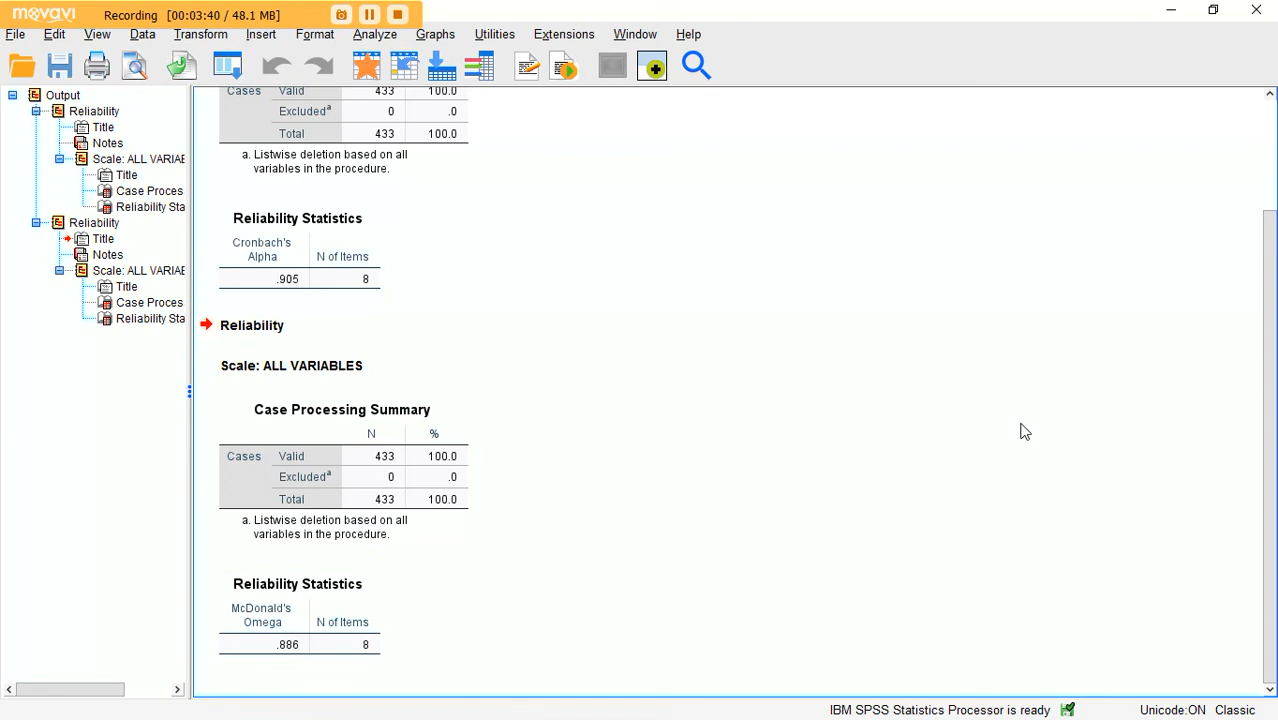 movavi Recording [00:03:40 / 48.1 MB]
File Edit View Data Transform Insert Format Analyze Graphs Utilities Extensions Window Help
Output
Reliability
Title
Notes
Scale: ALL VARIAE
Title
Case Proces
Reliability Sta
Reliability
Title
Notes
Scale: ALL VARIAE
Title
Case Proces
Reliability Sta
Cases Valid 433 100.0
Excludedᵃ 0 .0
Total 433 100.0
a. Listwise deletion based on all
variables in the procedure.
Reliability Statistics
Cronbach's
Alpha N of Items
.905 8
Reliability
Scale: ALL VARIABLES
Case Processing Summary
N %
Cases Valid 433 100.0
Excludedᵃ 0 .0
Total 433 100.0
a. Listwise deletion based on all
variables in the procedure.
Reliability Statistics
McDonald's
Omega N of Items
.886 8
IBM SPSS Statistics Processor is ready Unicode:ON Classic